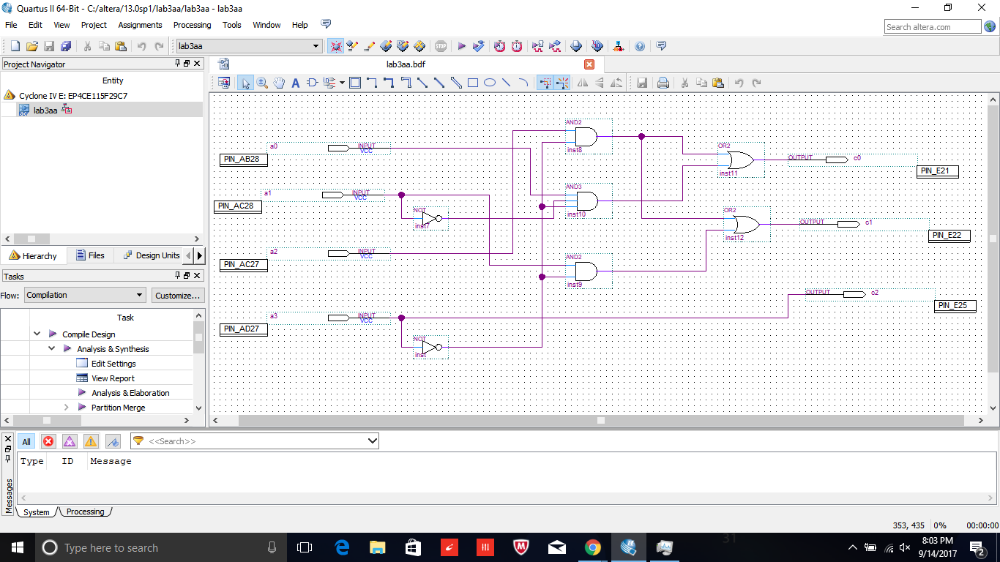 Quartus II 64-Bit - C:/altera/13.0sp1/lab3aa/lab3aa - lab3aa
File Edit View Project Assignments Processing Tools Window Help
Search altera.com
lab3aa
STOP
Project Navigator
lab3aa.bdf
Entity
Cyclone IV E: EP4CE115F29C7
BDF lab3aa
Hierarchy Files Design Units
Tasks
Flow: Compilation Customize...
Task
Compile Design
Analysis & Synthesis
Edit Settings
View Report
Analysis & Elaboration
Partition Merge
a0 INPUT
VCC
PIN_AB28
a1 INPUT
VCC
PIN_AC28
NOT
inst7
a2 INPUT
VCC
PIN_AC27
a3 INPUT
VCC
PIN_AD27
NOT
inst
AND2
inst8
AND3
inst10
AND2
inst9
OR2
inst11
OR2
inst12
OUTPUT c0
PIN_E21
OUTPUT c1
PIN_E22
OUTPUT c2
PIN_E25
All <<Search>>
Type ID Message
Messages
System Processing
353, 435 0% 00:00:00
Type here to search
31
8:03 PM
9/14/2017
2